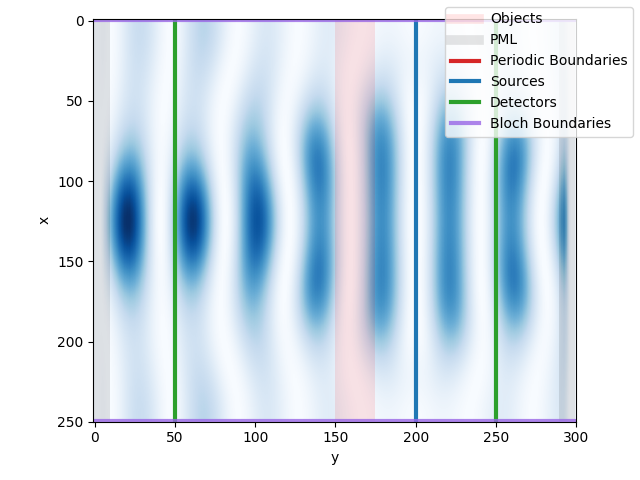 Objects
PML
Periodic Boundaries
Sources
Detectors
Bloch Boundaries
0
50
100
150
200
250
x
0 50 100 150 200 250 300
y